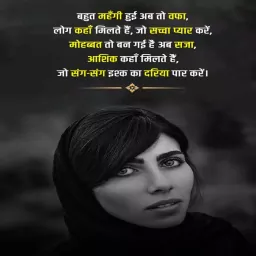 बहुत महँगी हुई अब तो वफा,
लोग कहाँ मिलते हैं, जो सच्चा प्यार करें,
मोहब्बत तो बन गई है अब सजा,
आशिक कहाँ मिलते हैं,
जो संग-संग इश्क का दरिया पार करें।